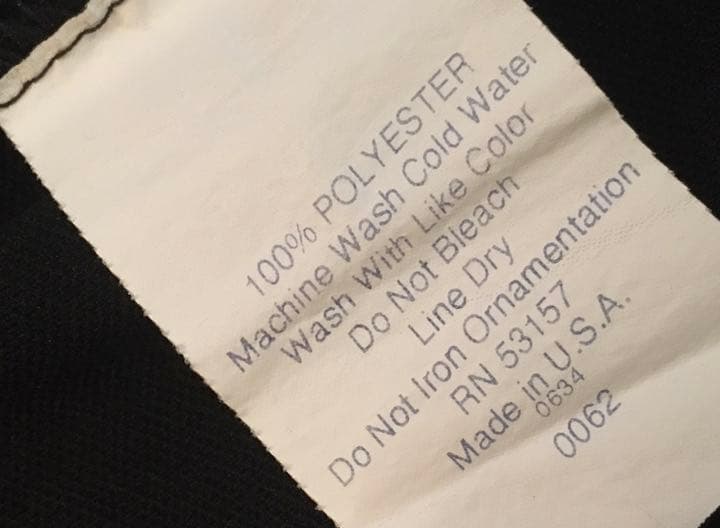 100% POLYESTER
Machine Wash Cold Water
Wash With Like Color
Do Not Bleach
Line Dry
Do Not Iron Ornamentation
RN 53157
Made in U.S.A.
0634
0062